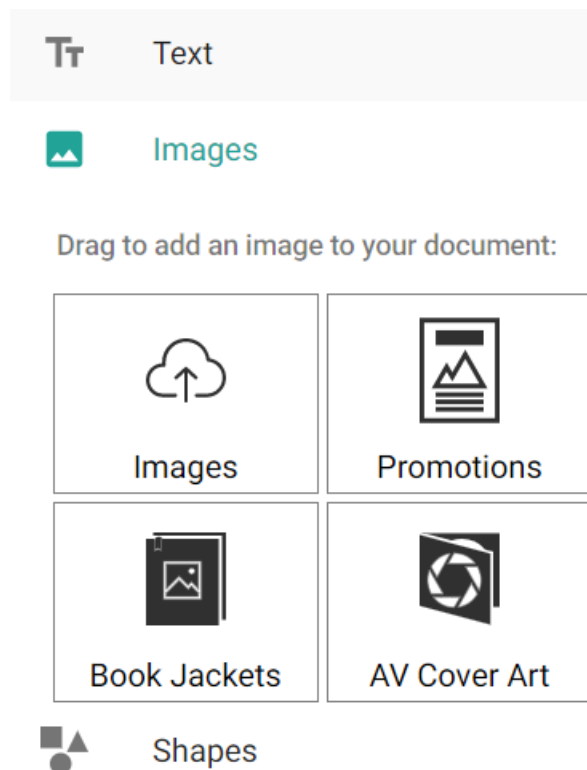 Text
Images
Drag to add an image to your document:
Images
Promotions
Book Jackets
AV Cover Art
Shapes